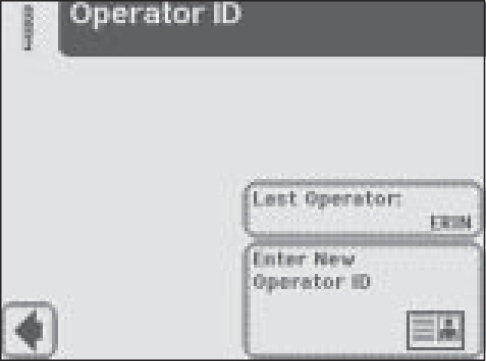 Operator ID
Last Operator:
ERIN
Enter New
Operator ID